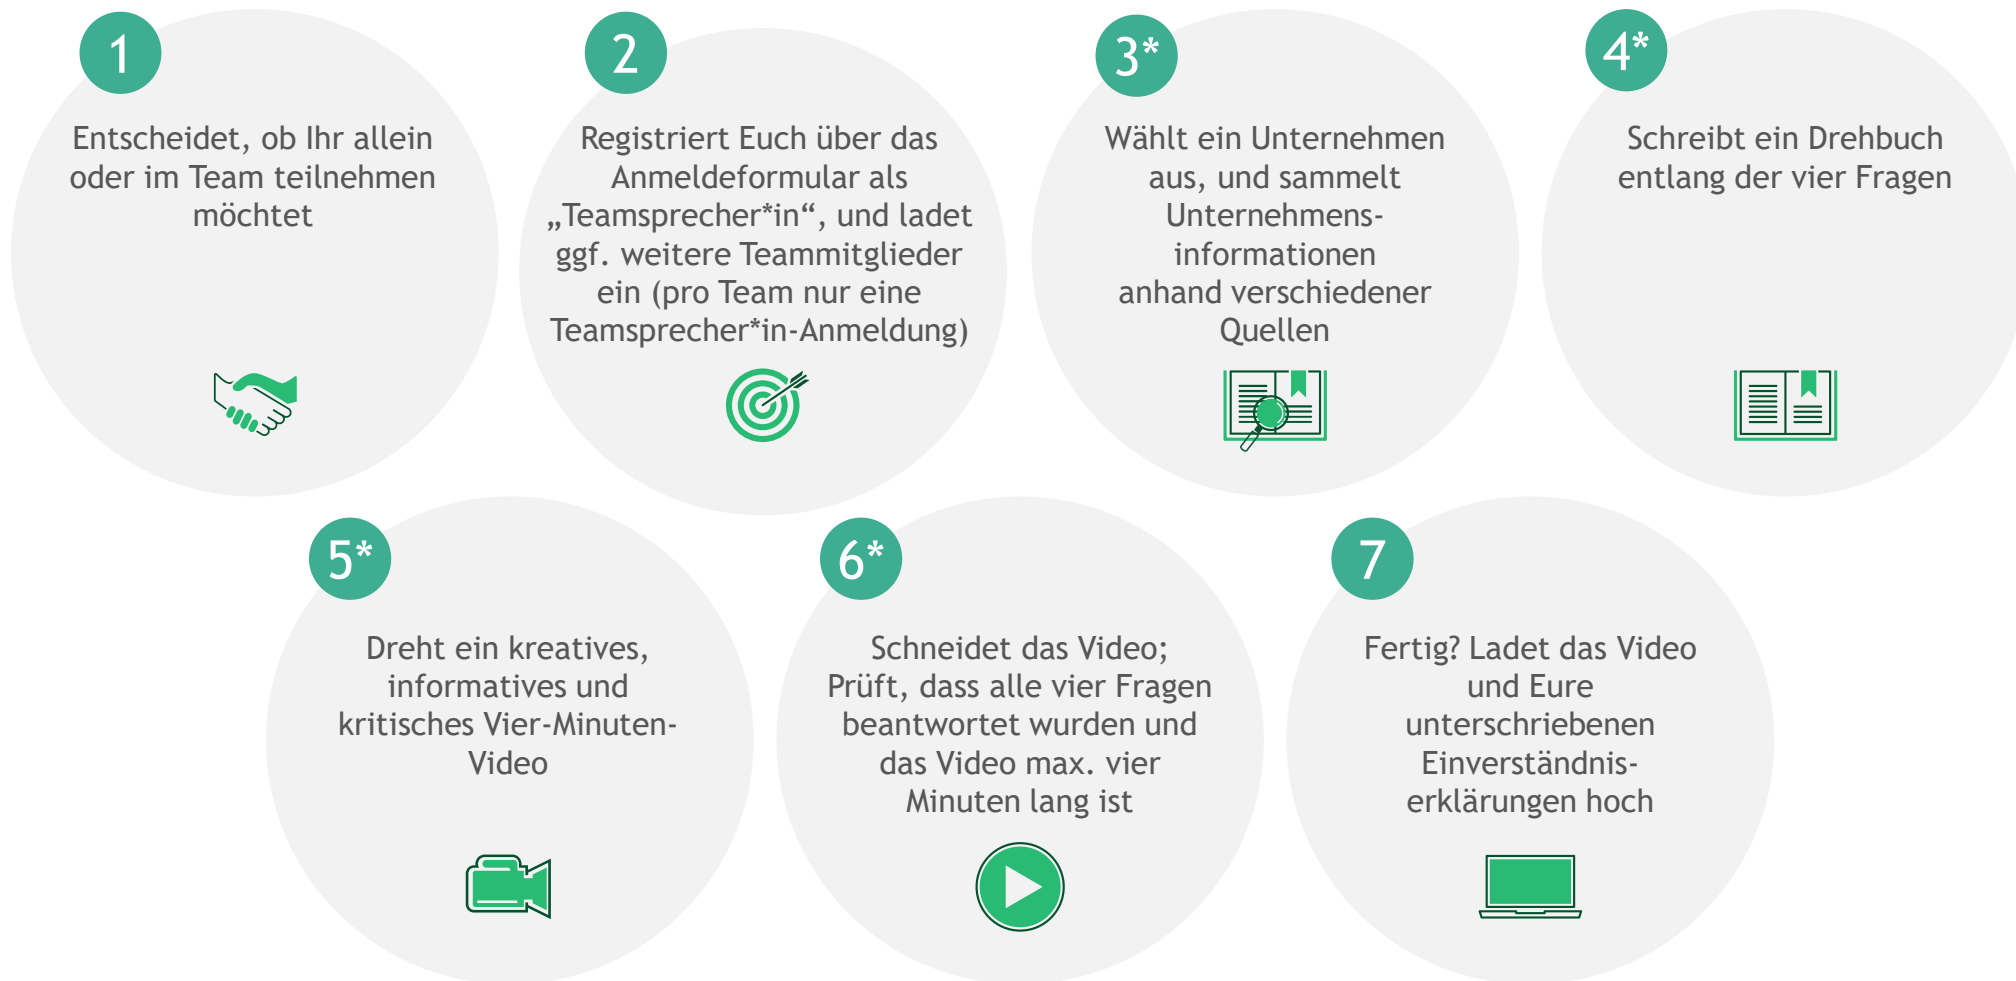 1
Entscheidet, ob Ihr allein
oder im Team teilnehmen
möchtet
2
Registriert Euch über das
Anmeldeformular als
„Teamsprecher*in“, und ladet
ggf. weitere Teammitglieder
ein (pro Team nur eine
Teamsprecher*in-Anmeldung)
3*
Wählt ein Unternehmen
aus, und sammelt
Unternehmens-
informationen
anhand verschiedener
Quellen
4*
Schreibt ein Drehbuch
entlang der vier Fragen
5*
Dreht ein kreatives,
informatives und
kritisches Vier-Minuten-
Video
6*
Schneidet das Video;
Prüft, dass alle vier Fragen
beantwortet wurden und
das Video max. vier
Minuten lang ist
7
Fertig? Ladet das Video
und Eure
unterschriebenen
Einverständnis-
erklärungen hoch